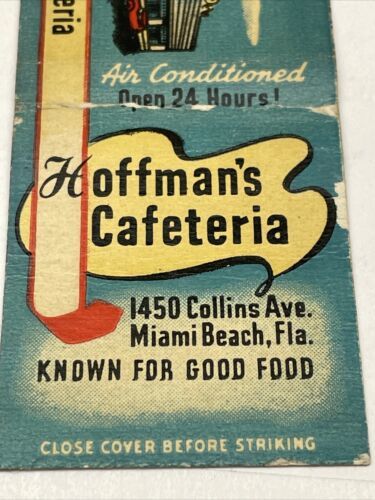 eria
Air Conditioned
Open 24 Hours!
Hoffman's
Cafeteria
1450 Collins Ave.
Miami Beach, Fla.
KNOWN FOR GOOD FOOD
CLOSE COVER BEFORE STRIKING